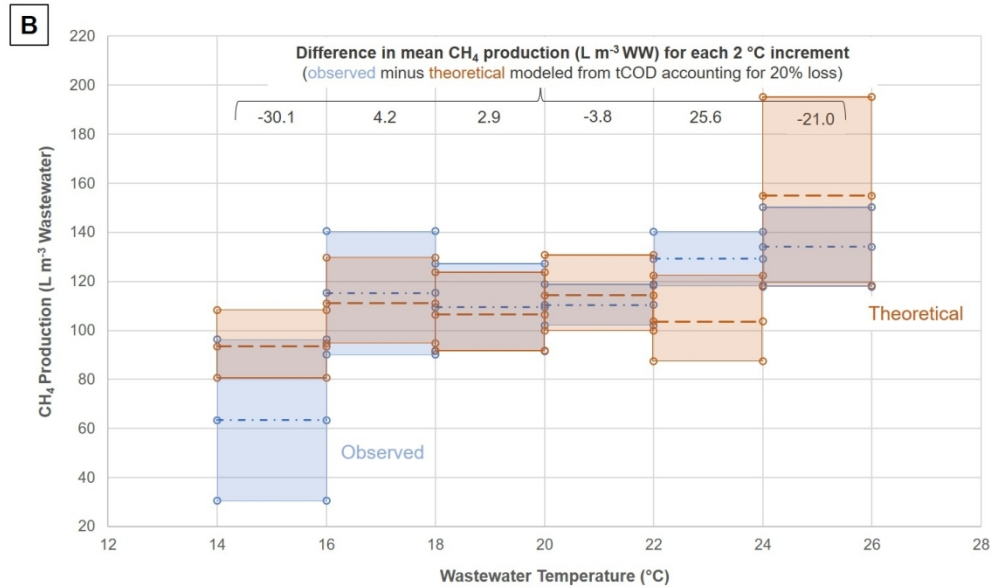 B
Difference in mean CH₄ production (L m⁻³ WW) for each 2 °C increment
(observed minus theoretical modeled from tCOD accounting for 20% loss)
-30.1 4.2 2.9 -3.8 25.6 -21.0
220
200
180
160
140
120
100
80
60
40
20
CH₄ Production (L m⁻³ Wastewater)
Theoretical
Observed
12 14 16 18 20 22 24 26 28
Wastewater Temperature (°C)